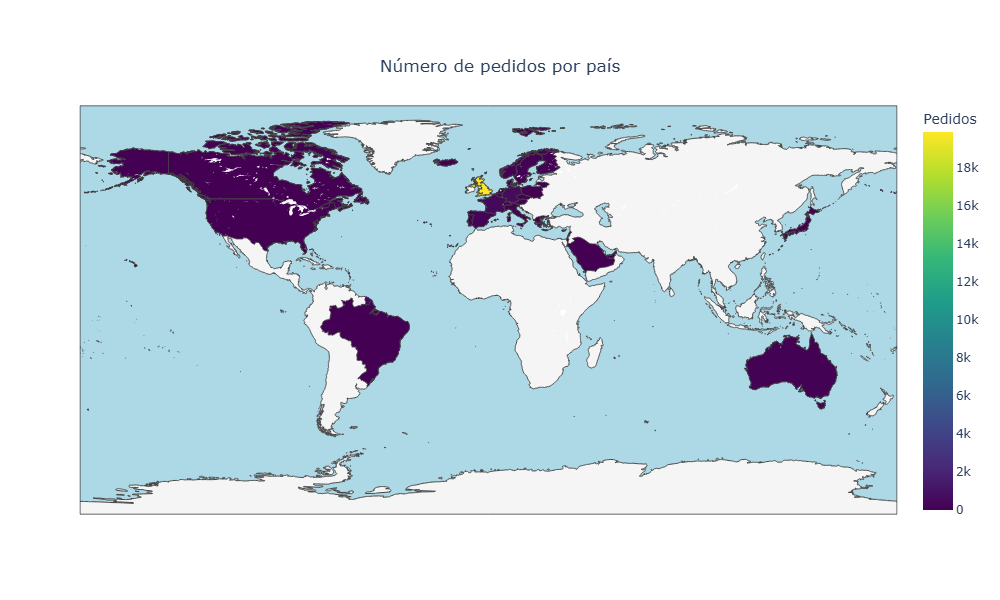 Número de pedidos por país
Pedidos
18k
16k
14k
12k
10k
8k
6k
4k
2k
0